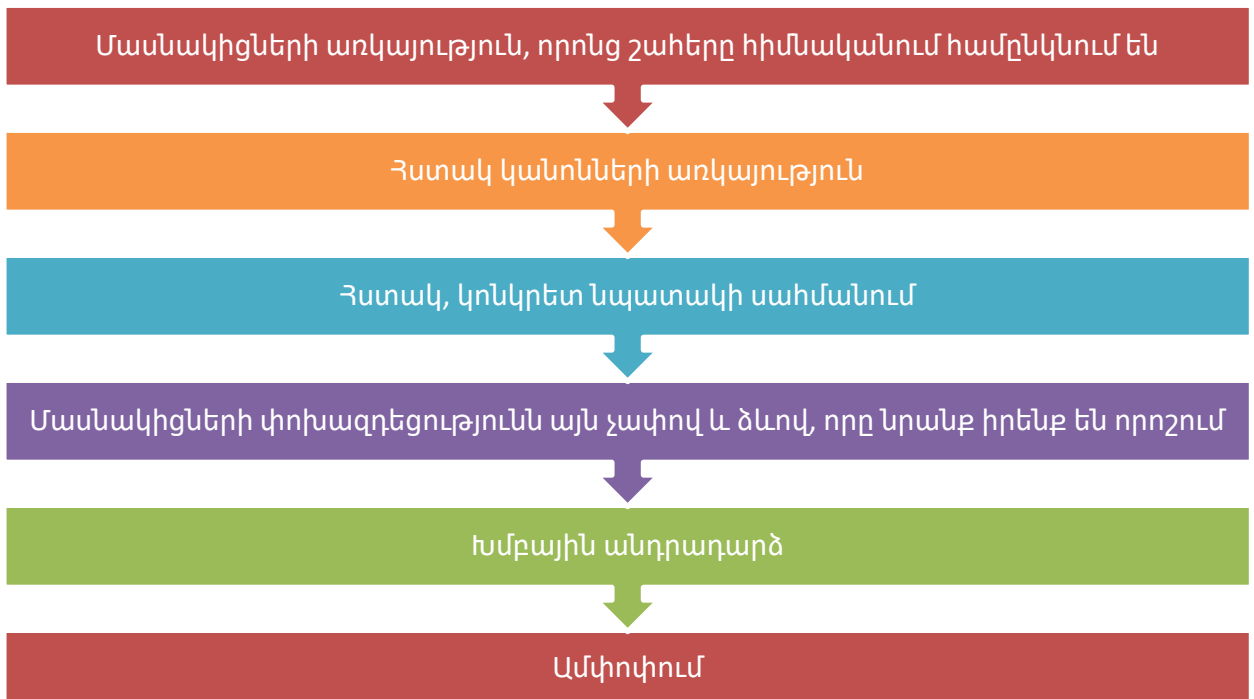 Մասնակիցների առկայություն, որոնց շահերը հիմնականում համընկնում են
Հստակ կանոնների առկայություն
Հստակ, կոնկրետ նպատակի սահմանում
Մասնակիցների փոխազդեցությունն այն չափով և ձևով, որը նրանք իրենք են որոշում
Խմբային անդրադարձ
Ամփոփում